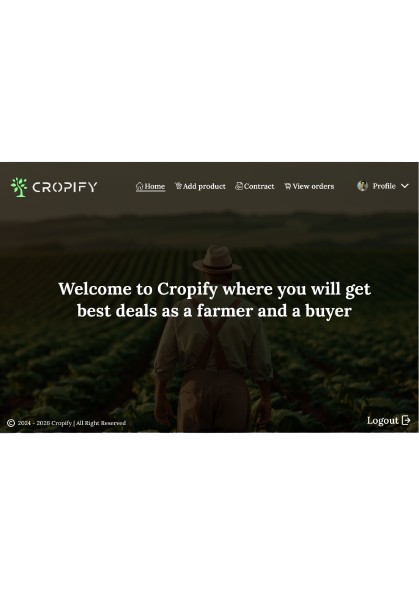 CROPIFY
Home Add product Contract View orders Profile
Welcome to Cropify where you will get
best deals as a farmer and a buyer
© 2024 - 2026 Cropify | All Right Reserved
Logout